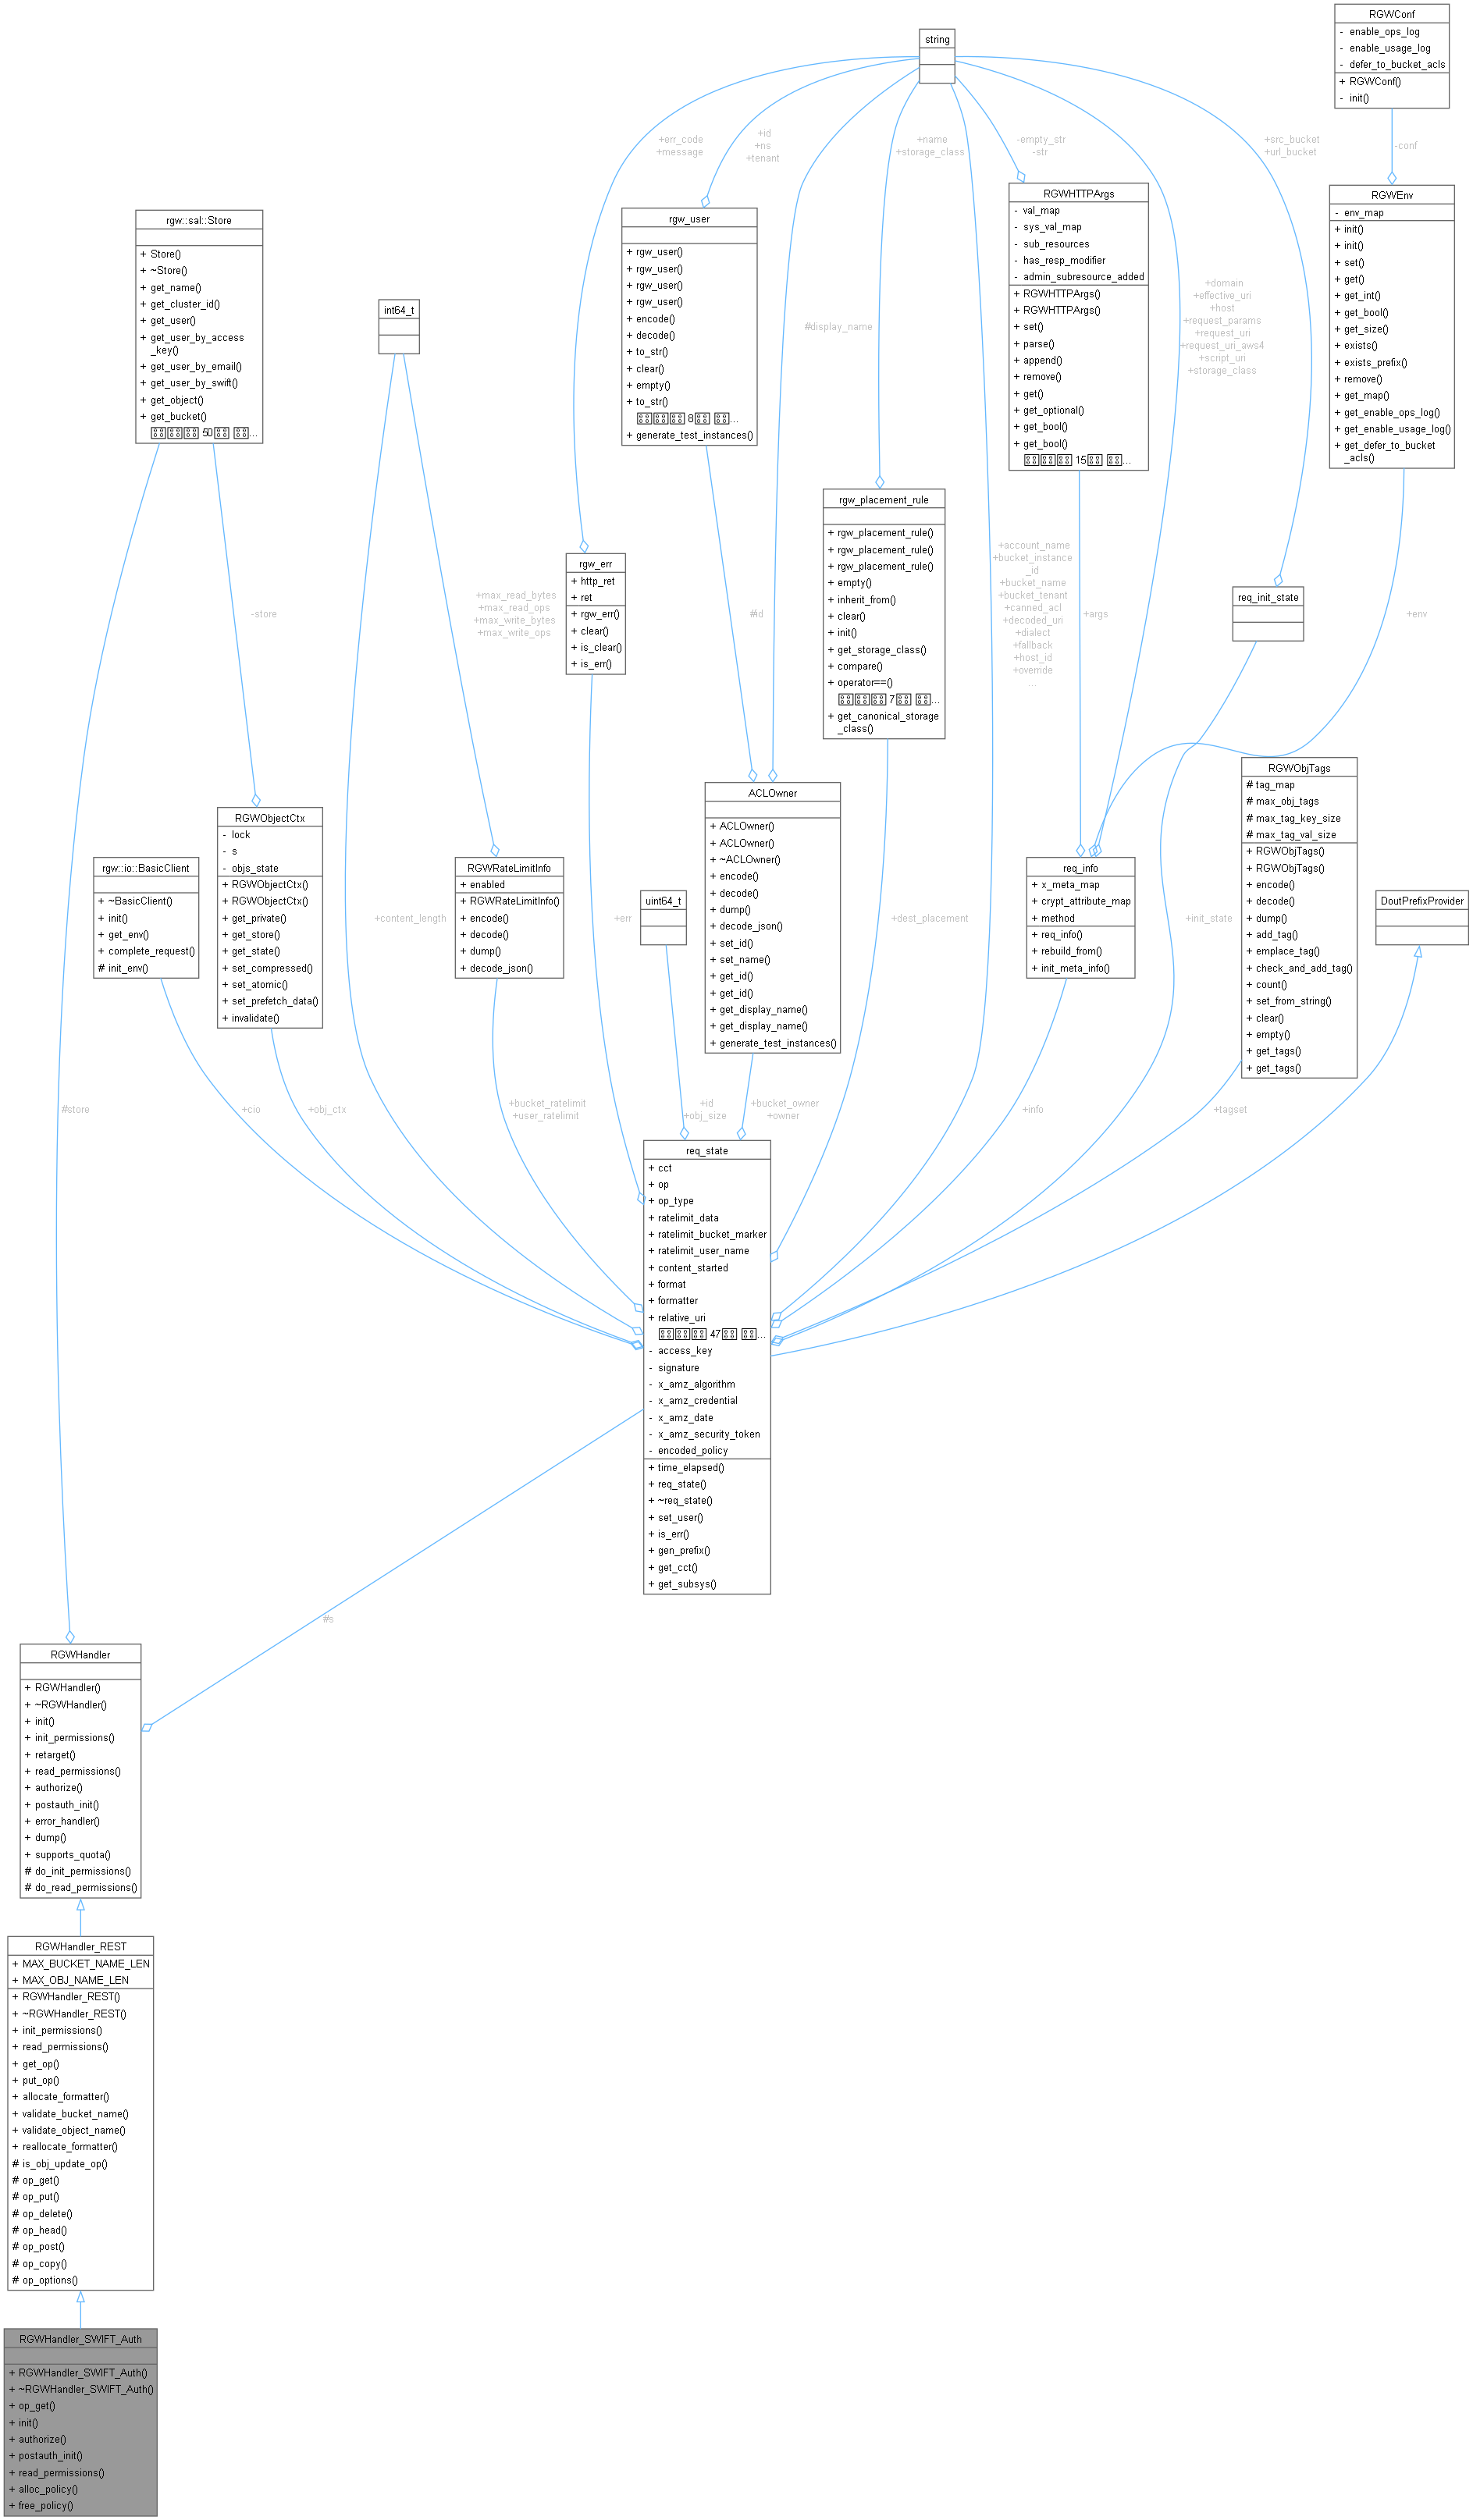 RGWConf
- enable_ops_log
- enable_usage_log
- defer_to_bucket_acls
+ RGWConf()
- init()
string
-conf
+err_code
+message
+id
+ns
+tenant
+name
+storage_class
-empty_str
-str
+src_bucket
+url_bucket
RGWEnv
- env_map
+ init()
+ init()
+ set()
+ get()
+ get_int()
+ get_bool()
+ get_size()
+ exists()
+ exists_prefix()
+ remove()
+ get_map()
+ get_enable_ops_log()
+ get_enable_usage_log()
+ get_defer_to_bucket
_acls()
RGWHTTPArgs
- val_map
- sys_val_map
- sub_resources
- has_resp_modifier
- admin_subresource_added
+ RGWHTTPArgs()
+ RGWHTTPArgs()
+ set()
+ parse()
+ append()
+ remove()
+ get()
+ get_optional()
+ get_bool()
+ get_bool()
15
...
rgw_user
+ rgw_user()
+ rgw_user()
+ rgw_user()
+ rgw_user()
+ encode()
+ decode()
+ to_str()
+ clear()
+ empty()
+ to_str()
8
...
+ generate_test_instances()
rgw::sal::Store
+ Store()
+ ~Store()
+ get_name()
+ get_cluster_id()
+ get_user()
+ get_user_by_access
_key()
+ get_user_by_email()
+ get_user_by_swift()
+ get_object()
+ get_bucket()
50
...
int64_t
#display_name
+domain
+effective_uri
+host
+request_params
+request_uri
+request_uri_aws4
+script_uri
+storage_class
rgw_placement_rule
+ rgw_placement_rule()
+ rgw_placement_rule()
+ rgw_placement_rule()
+ empty()
+ inherit_from()
+ clear()
+ init()
+ get_storage_class()
+ compare()
+ operator==()
7
...
+ get_canonical_storage
_class()
rgw_err
+ http_ret
+ ret
+ rgw_err()
+ clear()
+ is_clear()
+ is_err()
+account_name
+bucket_instance
_id
+bucket_name
+bucket_tenant
+canned_acl
+decoded_uri
+dialect
+fallback
+host_id
+override
...
req_init_state
-store
+max_read_bytes
+max_read_ops
+max_write_bytes
+max_write_ops
#id
+args
+env
RGWObjTags
# tag_map
# max_obj_tags
# max_tag_key_size
# max_tag_val_size
+ RGWObjTags()
+ RGWObjTags()
+ encode()
+ decode()
+ dump()
+ add_tag()
+ emplace_tag()
+ check_and_add_tag()
+ count()
+ set_from_string()
+ clear()
+ empty()
+ get_tags()
+ get_tags()
ACLOwner
+ ACLOwner()
+ ACLOwner()
+ ~ACLOwner()
+ encode()
+ decode()
+ dump()
+ decode_json()
+ set_id()
+ set_name()
+ get_id()
+ get_id()
+ get_display_name()
+ get_display_name()
+ generate_test_instances()
RGWObjectCtx
- lock
- s
- objs_state
+ RGWObjectCtx()
+ RGWObjectCtx()
+ get_private()
+ get_store()
+ get_state()
+ set_compressed()
+ set_atomic()
+ set_prefetch_data()
+ invalidate()
rgw::io::BasicClient
+ ~BasicClient()
+ init()
+ get_env()
+ complete_request()
# init_env()
RGWRateLimitInfo
+ enabled
+ RGWRateLimitInfo()
+ encode()
+ decode()
+ dump()
+ decode_json()
uint64_t
req_info
+ x_meta_map
+ crypt_attribute_map
+ method
+ req_info()
+ rebuild_from()
+ init_meta_info()
DoutPrefixProvider
+content_length
+err
+dest_placement
+init_state
#store
+cio
+obj_ctx
+bucket_ratelimit
+user_ratelimit
+id
+obj_size
+bucket_owner
+owner
+info
+tagset
req_state
+ cct
+ op
+ op_type
+ ratelimit_data
+ ratelimit_bucket_marker
+ ratelimit_user_name
+ content_started
+ format
+ formatter
+ relative_uri
47
...
- access_key
- signature
- x_amz_algorithm
- x_amz_credential
- x_amz_date
- x_amz_security_token
- encoded_policy
+ time_elapsed()
+ req_state()
+ ~req_state()
+ set_user()
+ is_err()
+ gen_prefix()
+ get_cct()
+ get_subsys()
#s
RGWHandler
+ RGWHandler()
+ ~RGWHandler()
+ init()
+ init_permissions()
+ retarget()
+ read_permissions()
+ authorize()
+ postauth_init()
+ error_handler()
+ dump()
+ supports_quota()
# do_init_permissions()
# do_read_permissions()
RGWHandler_REST
+ MAX_BUCKET_NAME_LEN
+ MAX_OBJ_NAME_LEN
+ RGWHandler_REST()
+ ~RGWHandler_REST()
+ init_permissions()
+ read_permissions()
+ get_op()
+ put_op()
+ allocate_formatter()
+ validate_bucket_name()
+ validate_object_name()
+ reallocate_formatter()
# is_obj_update_op()
# op_get()
# op_put()
# op_delete()
# op_head()
# op_post()
# op_copy()
# op_options()
RGWHandler_SWIFT_Auth
+ RGWHandler_SWIFT_Auth()
+ ~RGWHandler_SWIFT_Auth()
+ op_get()
+ init()
+ authorize()
+ postauth_init()
+ read_permissions()
+ alloc_policy()
+ free_policy()